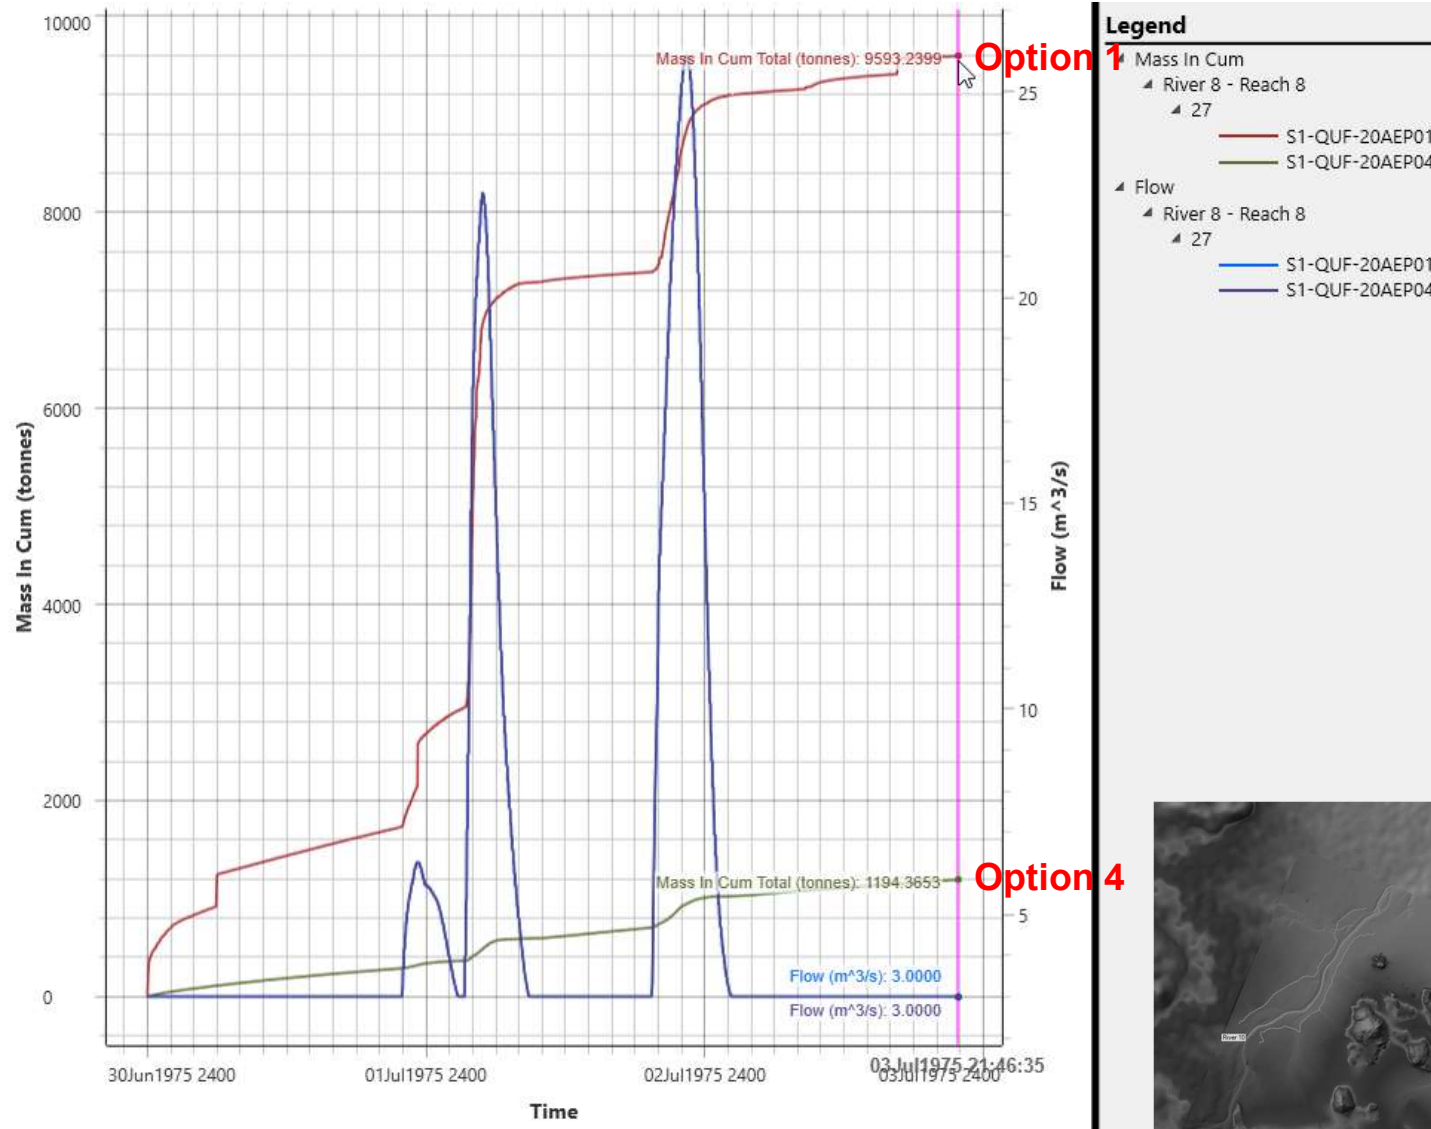 10000
8000
6000
4000
2000
0
Mass In Cum (tonnes)
Mass In Cum Total (tonnes): 9593.2399
Option 1
25
20
15
10
5
Flow (m^3/s)
Mass In Cum Total (tonnes): 1194.3653
Option 4
Flow (m^3/s): 3.0000
Flow (m^3/s): 3.0000
03Jul1975 21:46:35
30Jun1975 2400
01Jul1975 2400
02Jul1975 2400
03Jul1975 2400
Time
Legend
Mass In Cum
River 8 - Reach 8
27
S1-QUF-20AEP01
S1-QUF-20AEP04
Flow
River 8 - Reach 8
27
S1-QUF-20AEP01
S1-QUF-20AEP04
River 10